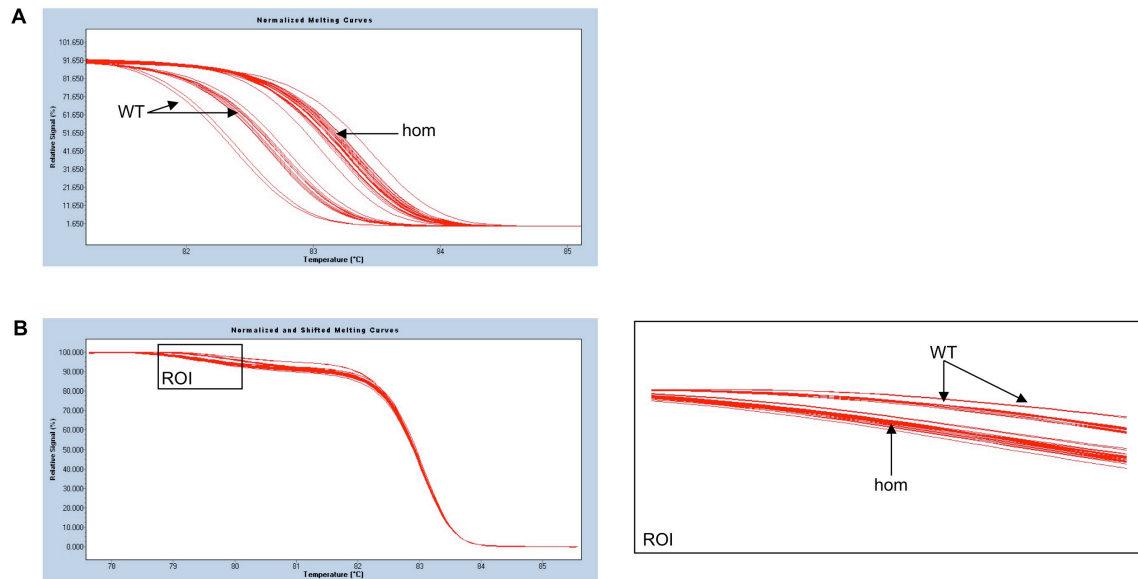 A
Normalized Melting Curves
Relative Signal (%)
101.650
91.650
81.650
71.650
61.650
51.650
41.650
31.650
21.650
11.650
1.650
WT
hom
82
83
84
85
Temperature (°C)
B
Normalized and Shifted Melting Curves
Relative Signal (%)
100.000
90.000
80.000
70.000
60.000
50.000
40.000
30.000
20.000
10.000
0.000
ROI
78
79
80
81
82
83
84
85
Temperature (°C)
WT
hom
ROI